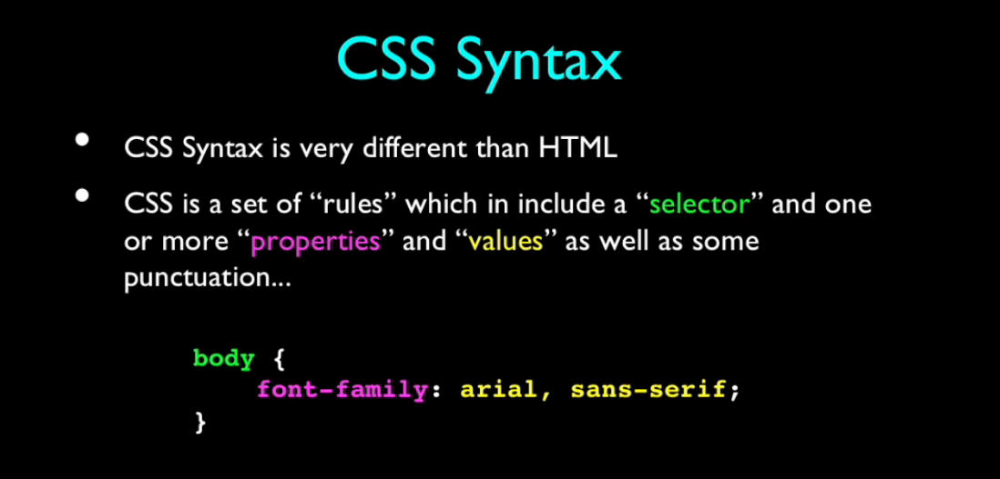 CSS Syntax
• CSS Syntax is very different than HTML
• CSS is a set of “rules” which in include a “selector” and one
or more “properties” and “values” as well as some
punctuation...
body {
    font-family: arial, sans-serif;
}